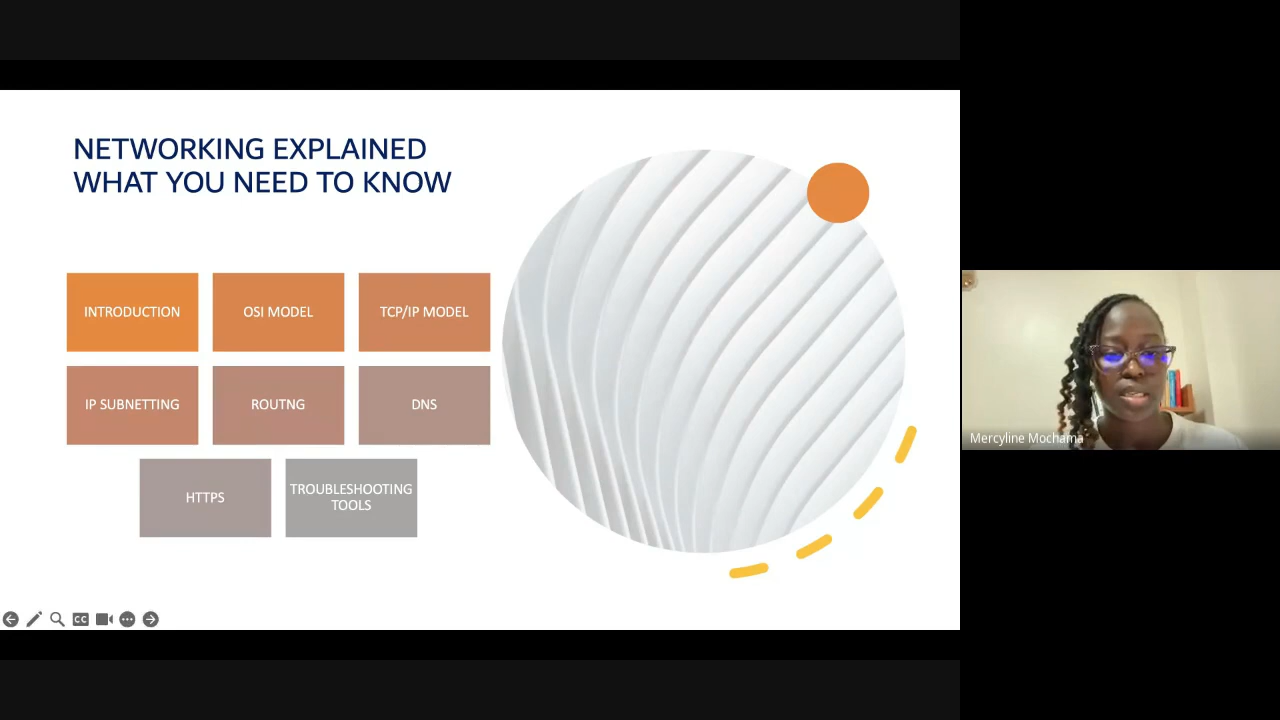 NETWORKING EXPLAINED
WHAT YOU NEED TO KNOW
INTRODUCTION
OSI MODEL
TCP/IP MODEL
IP SUBNETTING
ROUTNG
DNS
HTTPS
TROUBLESHOOTING
TOOLS
CC
Mercyline Mochama